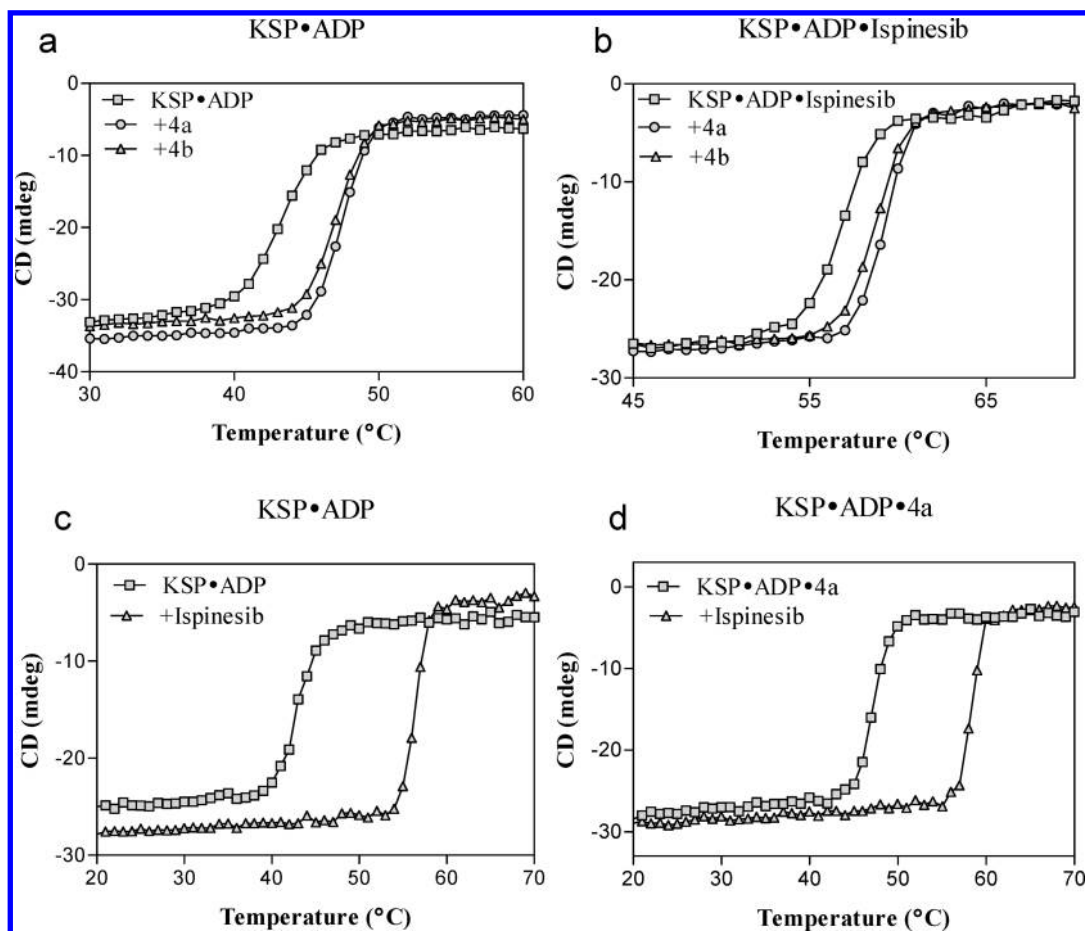 a
KSP•ADP
0
-10
-20
-30
-40
CD (mdeg)
KSP•ADP
+4a
+4b
30
40
50
60
Temperature (°C)
b
KSP•ADP•Ispinesib
0
-10
-20
-30
CD (mdeg)
KSP•ADP•Ispinesib
+4a
+4b
45
55
65
Temperature (°C)
c
KSP•ADP
0
-10
-20
-30
CD (mdeg)
KSP•ADP
+Ispinesib
20
30
40
50
60
70
Temperature (°C)
d
KSP•ADP•4a
0
-10
-20
-30
CD (mdeg)
KSP•ADP•4a
+Ispinesib
20
30
40
50
60
70
Temperature (°C)